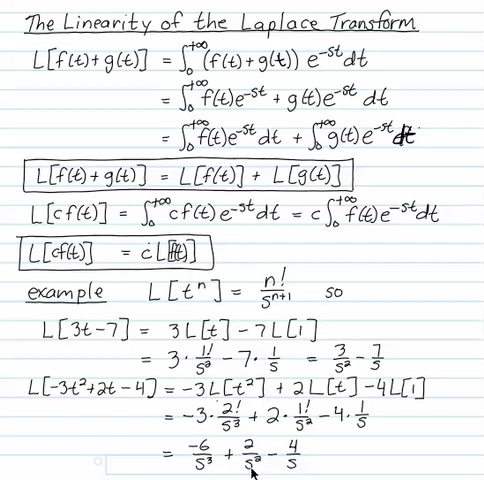 The Linearity of the Laplace Transform
L[f(t)+g(t)] = ∫₀^+∞ (f(t)+g(t)) e^-st dt
= ∫₀^+∞ f(t)e^-st + g(t)e^-st dt
= ∫₀^+∞ f(t)e^-st dt + ∫₀^+∞ g(t)e^-st dt
L[f(t)+g(t)] = L[f(t)] + L[g(t)]
L[cf(t)] = ∫₀^+∞ cf(t)e^-st dt = c∫₀^+∞ f(t)e^-st dt
L[cf(t)] = cL[f(t)]
example L[tⁿ] = n!/s^n+1 so
L[3t-7] = 3L[t] - 7L[1]
= 3·1!/s² - 7·1/s = 3/s² - 7/s
L[-3t²+2t-4] = -3L[t²] + 2L[t] - 4L[1]
= -3·2!/s³ + 2·1!/s² - 4·1/s
= -6/s³ + 2/s² - 4/s